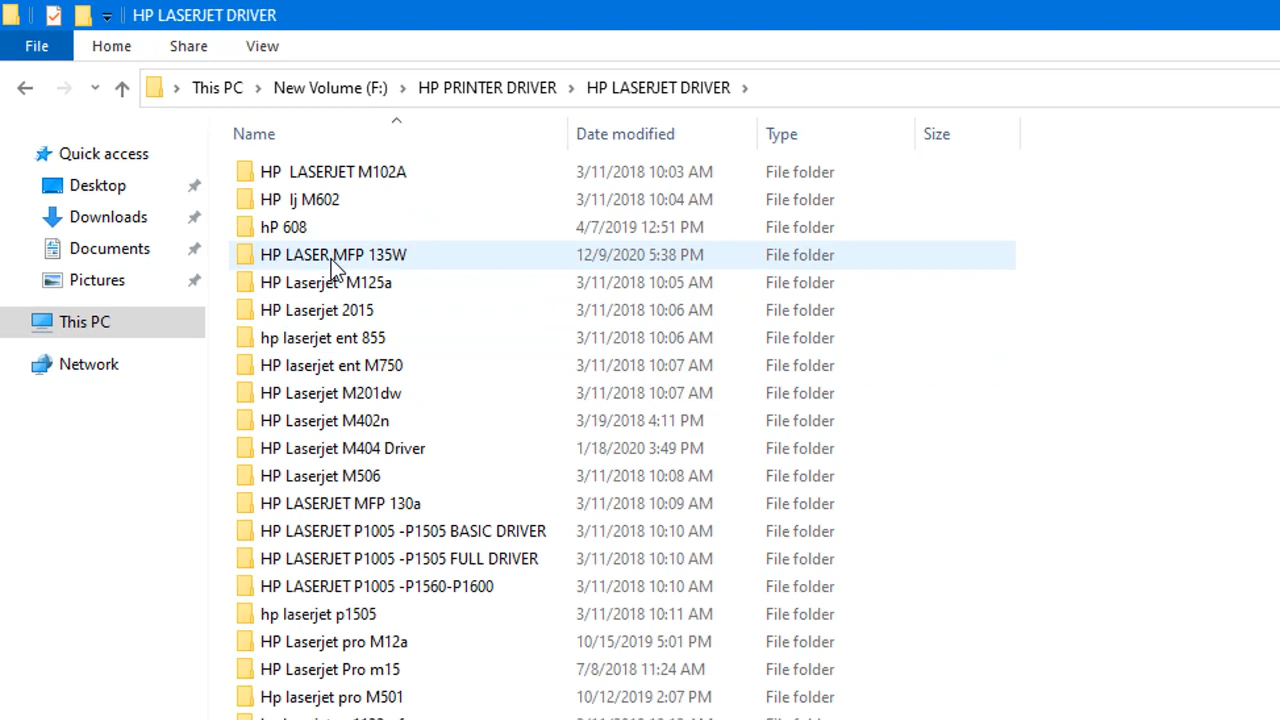 HP LASERJET DRIVER
File Home Share View
This PC New Volume (F:) HP PRINTER DRIVER HP LASERJET DRIVER
Name Date modified Type Size
Quick access
Desktop
Downloads
Documents
Pictures
This PC
Network
HP  LASERJET M102A 3/11/2018 10:03 AM File folder
HP  lj M602 3/11/2018 10:04 AM File folder
hP 608 4/7/2019 12:51 PM File folder
HP LASER MFP 135W 12/9/2020 5:38 PM File folder
HP Laserjet M125a 3/11/2018 10:05 AM File folder
HP Laserjet 2015 3/11/2018 10:06 AM File folder
hp laserjet ent 855 3/11/2018 10:06 AM File folder
HP laserjet ent M750 3/11/2018 10:07 AM File folder
HP Laserjet M201dw 3/11/2018 10:07 AM File folder
HP Laserjet M402n 3/19/2018 4:11 PM File folder
HP Laserjet M404 Driver 1/18/2020 3:49 PM File folder
HP Laserjet M506 3/11/2018 10:08 AM File folder
HP LASERJET MFP 130a 3/11/2018 10:09 AM File folder
HP LASERJET P1005 -P1505 BASIC DRIVER 3/11/2018 10:10 AM File folder
HP LASERJET P1005 -P1505 FULL DRIVER 3/11/2018 10:10 AM File folder
HP LASERJET P1005 -P1560-P1600 3/11/2018 10:10 AM File folder
hp laserjet p1505 3/11/2018 10:11 AM File folder
HP Laserjet pro M12a 10/15/2019 5:01 PM File folder
HP Laserjet Pro m15 7/8/2018 11:24 AM File folder
Hp laserjet pro M501 10/12/2019 2:07 PM File folder